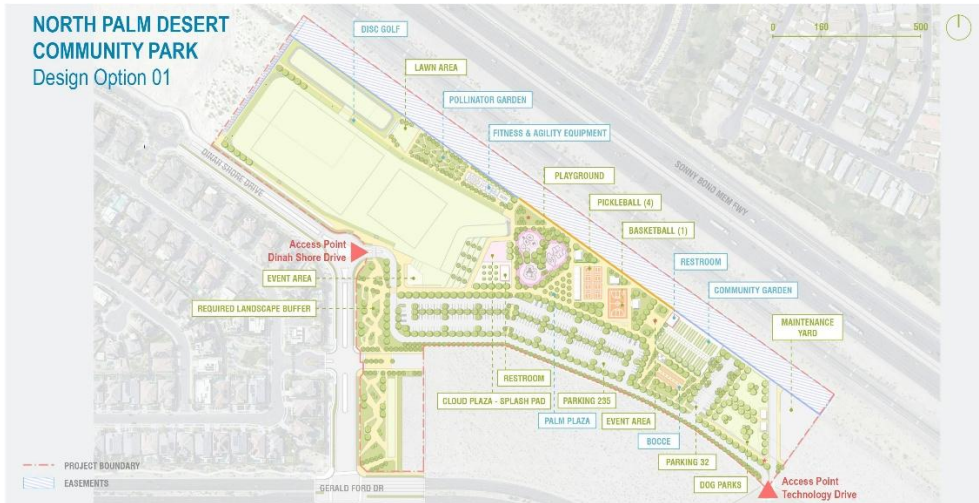 NORTH PALM DESERT
COMMUNITY PARK
Design Option 01
DISC GOLF
0 160 500
LAWN AREA
POLLINATOR GARDEN
FITNESS & AGILITY EQUIPMENT
PLAYGROUND
SONNY BONO MEM FWY
PICKLEBALL (4)
BASKETBALL (1)
DINAH SHORE DRIVE
Access Point
Dinah Shore Drive
RESTROOM
EVENT AREA
COMMUNITY GARDEN
REQUIRED LANDSCAPE BUFFER
MAINTENANCE
YARD
RESTROOM
CLOUD PLAZA - SPLASH PAD
PARKING 235
PALM PLAZA
EVENT AREA
BOCCE
PARKING 32
DOG PARKS
PROJECT BOUNDARY
EASEMENTS
GERALD FORD DR
Access Point
Technology Drive